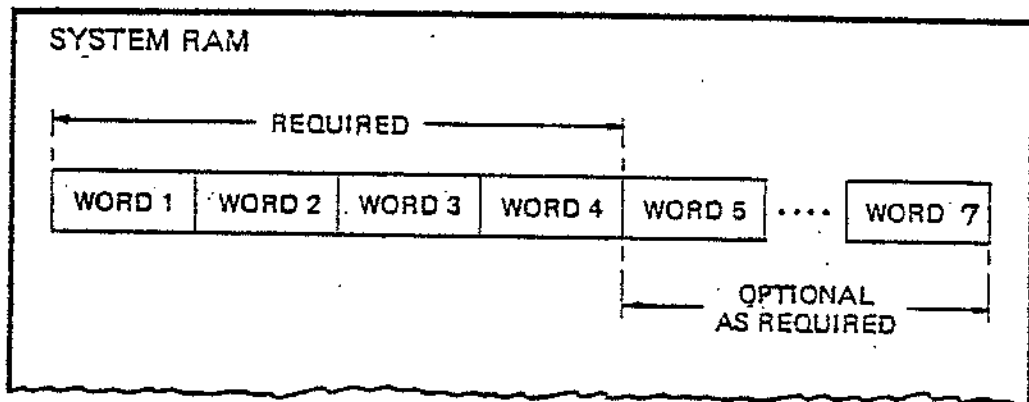 SYSTEM RAM
REQUIRED
WORD 1 WORD 2 WORD 3 WORD 4 WORD 5 .... WORD 7
OPTIONAL
AS REQUIRED